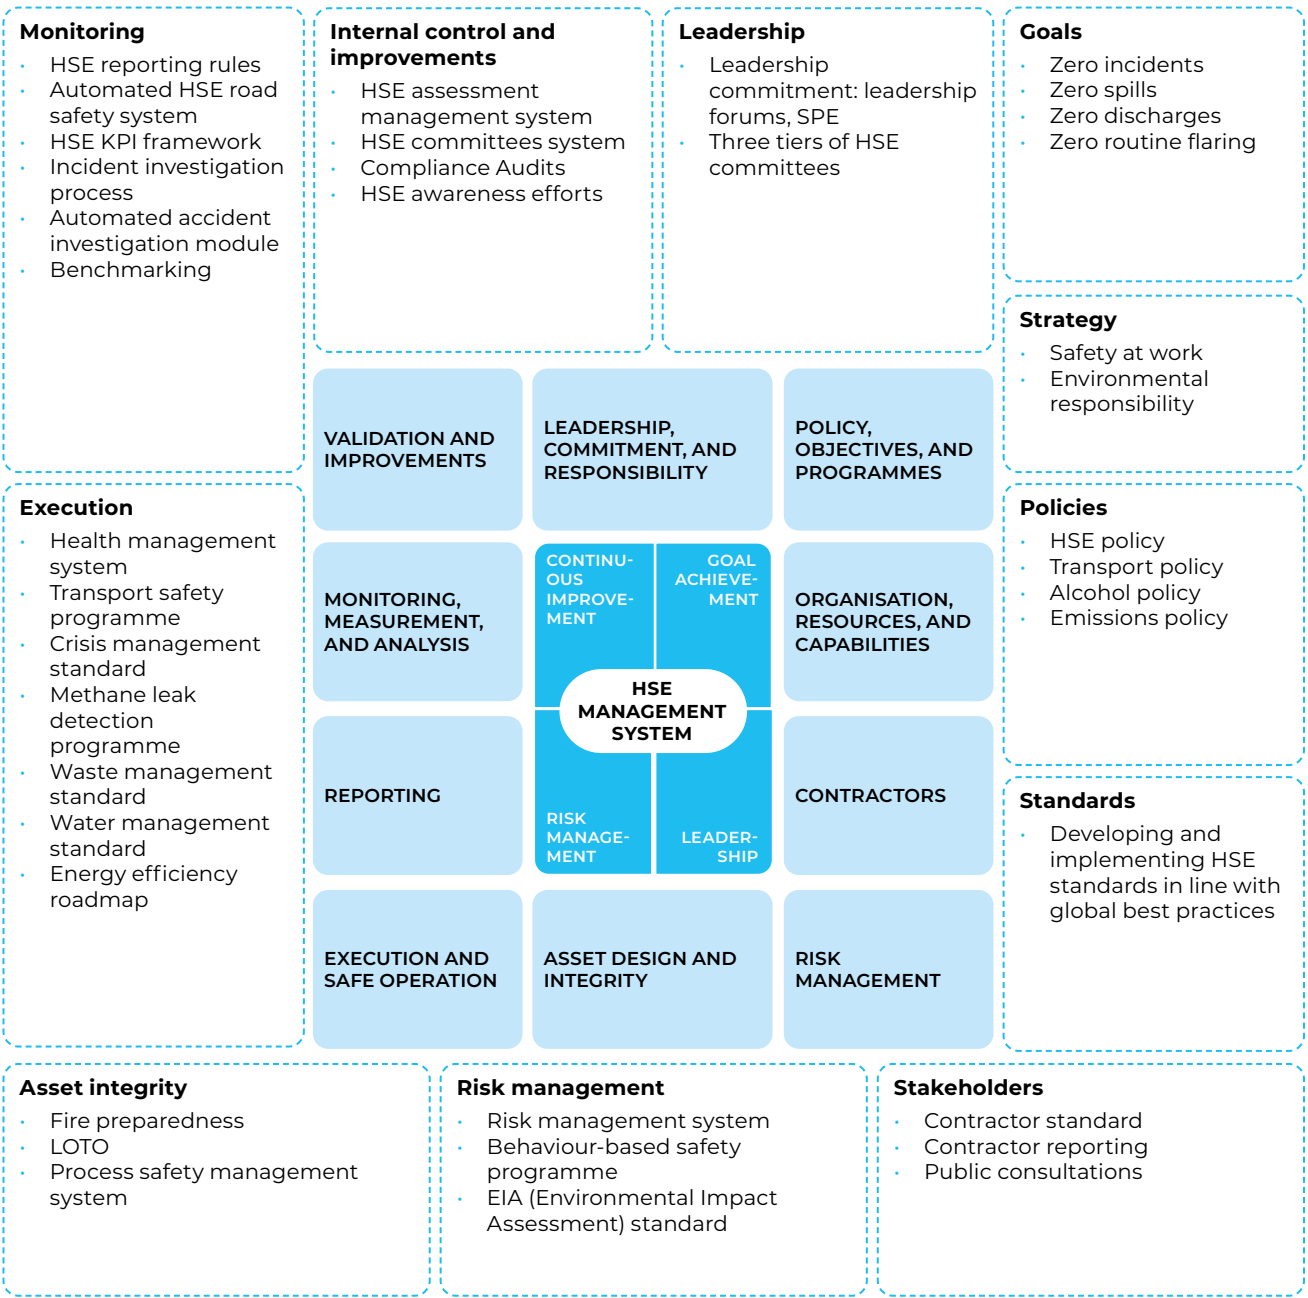 Monitoring
· HSE reporting rules
· Automated HSE road
safety system
· HSE KPI framework
· Incident investigation
process
· Automated accident
investigation module
· Benchmarking
Internal control and
improvements
· HSE assessment
management system
· HSE committees system
· Compliance Audits
· HSE awareness efforts
Leadership
· Leadership
commitment: leadership
forums, SPE
· Three tiers of HSE
committees
Goals
· Zero incidents
· Zero spills
· Zero discharges
· Zero routine flaring
Strategy
· Safety at work
· Environmental
responsibility
VALIDATION AND
IMPROVEMENTS
LEADERSHIP,
COMMITMENT, AND
RESPONSIBILITY
POLICY,
OBJECTIVES, AND
PROGRAMMES
Execution
· Health management
system
· Transport safety
programme
· Crisis management
standard
· Methane leak
detection
programme
· Waste management
standard
· Water management
standard
· Energy efficiency
roadmap
MONITORING,
MEASUREMENT,
AND ANALYSIS
CONTINU-
OUS
IMPROVE-
MENT
GOAL
ACHIEVE-
MENT
HSE
MANAGEMENT
SYSTEM
RISK
MANAGE-
MENT
LEADER-
SHIP
ORGANISATION,
RESOURCES, AND
CAPABILITIES
Policies
· HSE policy
· Transport policy
· Alcohol policy
· Emissions policy
REPORTING
CONTRACTORS
Standards
· Developing and
implementing HSE
standards in line with
global best practices
EXECUTION AND
SAFE OPERATION
ASSET DESIGN AND
INTEGRITY
RISK
MANAGEMENT
Asset integrity
· Fire preparedness
· LOTO
· Process safety management
system
Risk management
· Risk management system
· Behaviour-based safety
programme
· EIA (Environmental Impact
Assessment) standard
Stakeholders
· Contractor standard
· Contractor reporting
· Public consultations